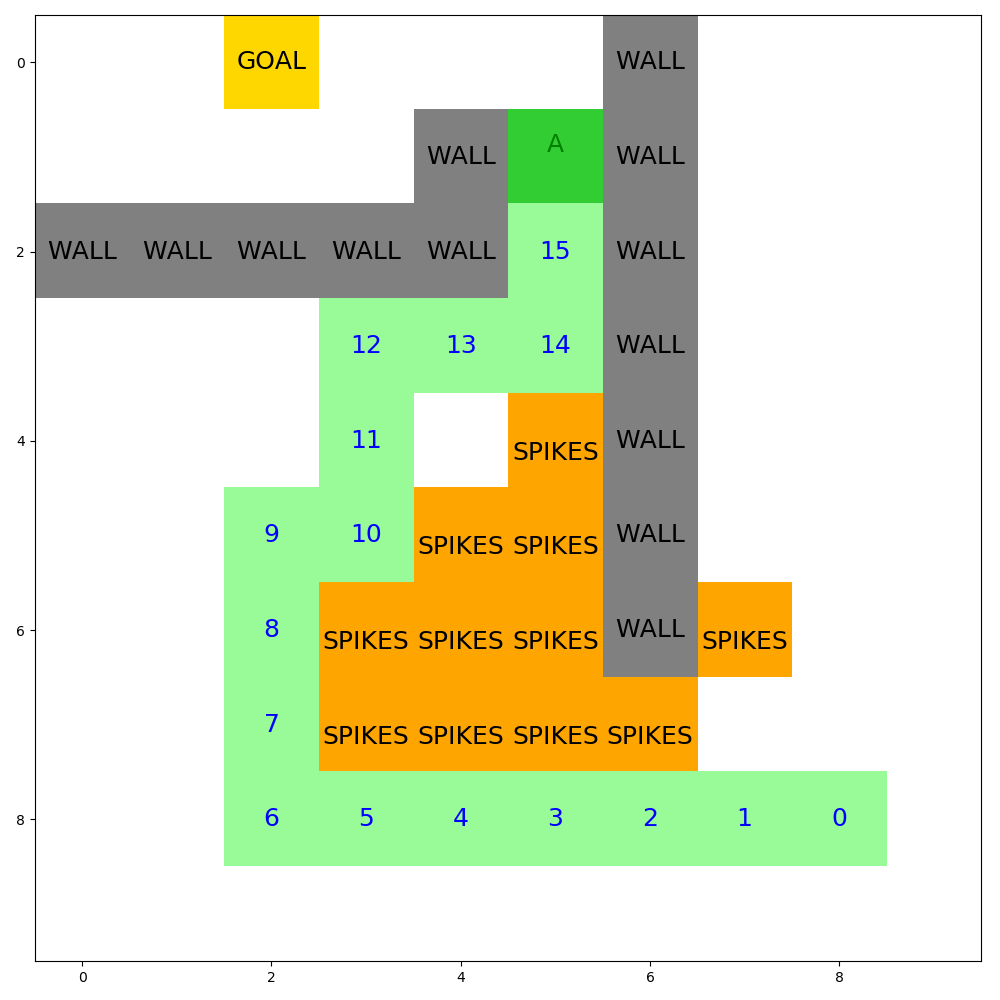 GOAL WALL
0
WALL A WALL
2 WALL WALL WALL WALL WALL 15 WALL
12 13 14 WALL
4 11 SPIKES WALL
9 10 SPIKES SPIKES WALL
6 8 SPIKES SPIKES SPIKES WALL SPIKES
7 SPIKES SPIKES SPIKES SPIKES
8 6 5 4 3 2 1 0
0 2 4 6 8